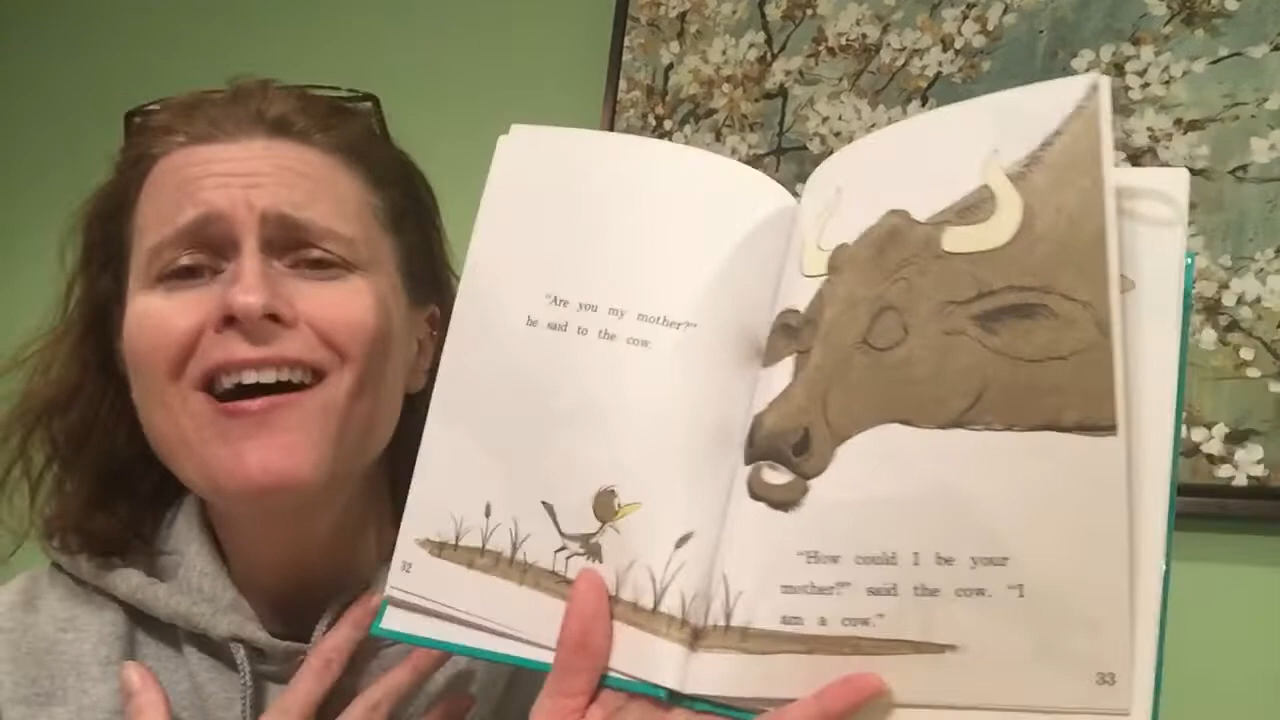 "Are you my mother?"
he said to the cow.
32
"How could I be your
mother?" said the cow. "I
am a cow."
33